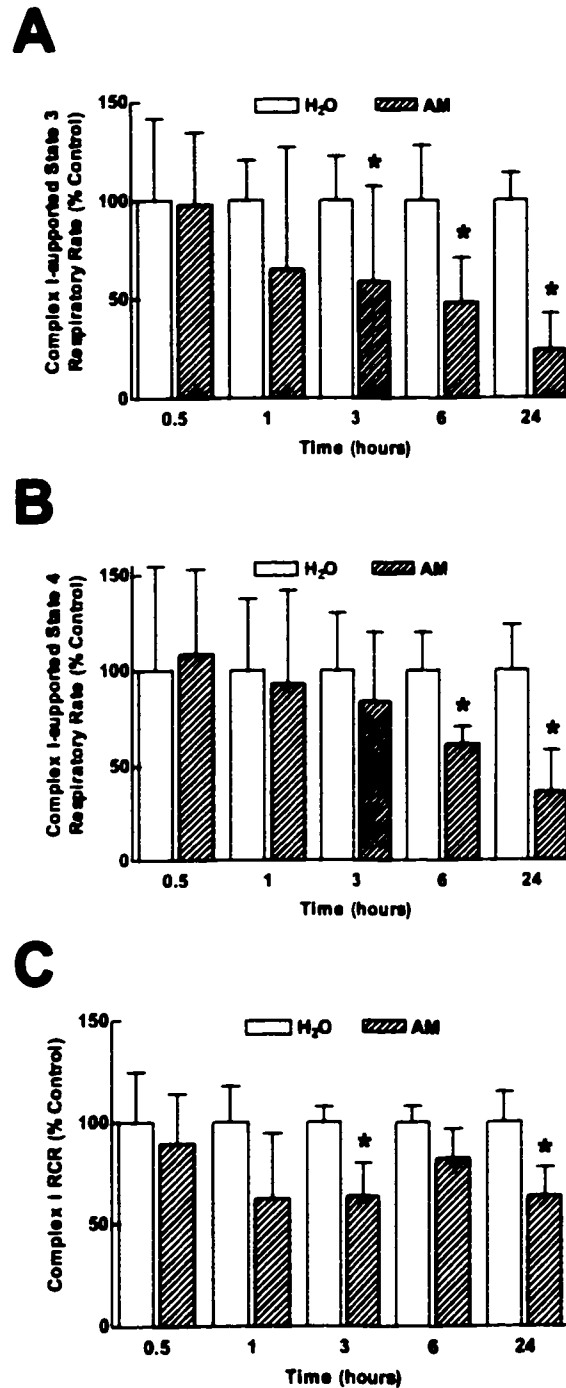 A
H₂O AM
Complex I-supported State 3
Respiratory Rate (% Control)
150
100
50
0
* * *
0.5 1 3 6 24
Time (hours)
B
H₂O AM
Complex I-supported State 4
Respiratory Rate (% Control)
150
100
50
0
* *
0.5 1 3 6 24
Time (hours)
C
H₂O AM
Complex I RCR (% Control)
150
100
50
0
* *
0.5 1 3 6 24
Time (hours)